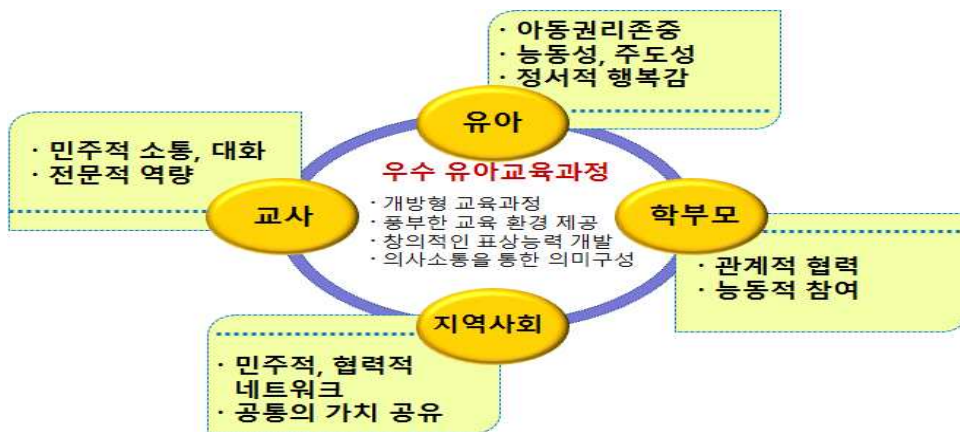 · 아동권리존중
· 능동성, 주도성
· 정서적 행복감
유아
· 민주적 소통, 대화
· 전문적 역량
교사
우수 유아교육과정
· 개방형 교육과정
· 풍부한 교육 환경 제공
· 창의적인 표상능력 개발
· 의사소통을 통한 의미구성
학부모
· 관계적 협력
· 능동적 참여
지역사회
· 민주적, 협력적
네트워크
· 공통의 가치 공유